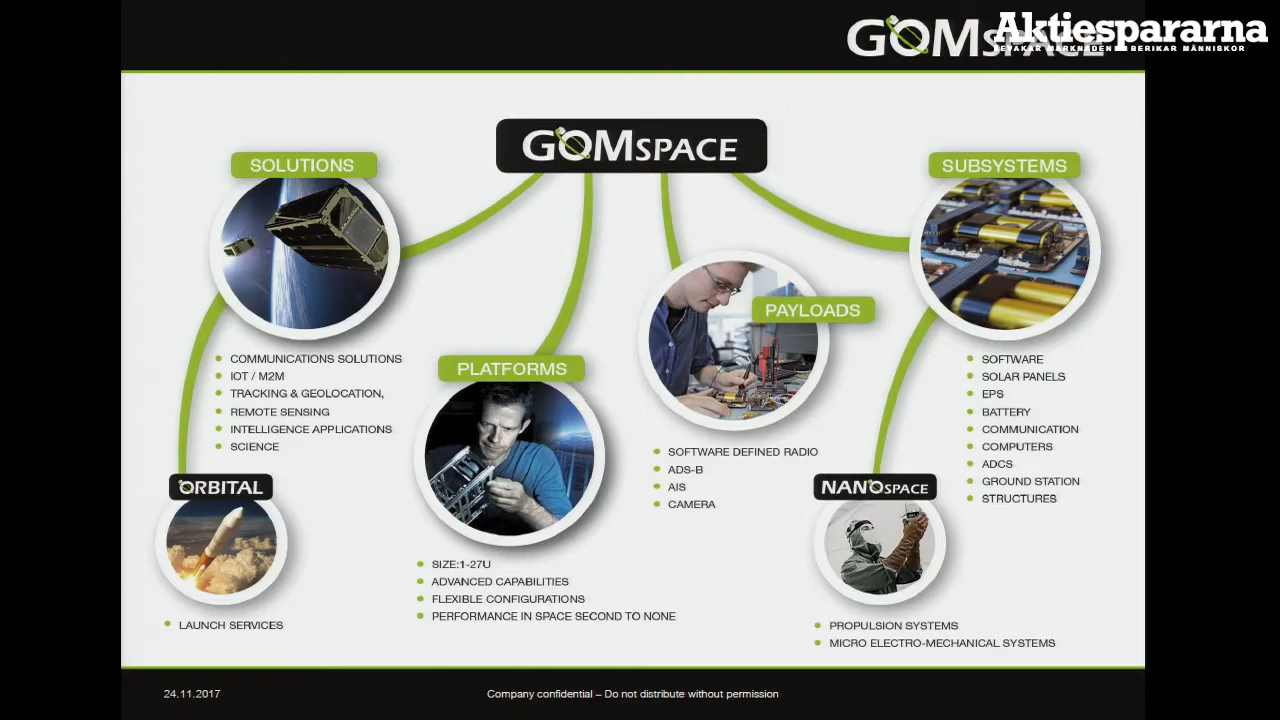 GOMSPACE
Aktiespararna
BEVAKAR MARKNADEN BERIKAR MÄNNISKOR
GOMSPACE
SOLUTIONS
COMMUNICATIONS SOLUTIONS
IOT / M2M
TRACKING & GEOLOCATION,
REMOTE SENSING
INTELLIGENCE APPLICATIONS
SCIENCE
ORBITAL
LAUNCH SERVICES
PLATFORMS
SIZE:1-27U
ADVANCED CAPABILITIES
FLEXIBLE CONFIGURATIONS
PERFORMANCE IN SPACE SECOND TO NONE
PAYLOADS
SOFTWARE DEFINED RADIO
ADS-B
AIS
CAMERA
SUBSYSTEMS
SOFTWARE
SOLAR PANELS
EPS
BATTERY
COMMUNICATION
COMPUTERS
ADCS
GROUND STATION
STRUCTURES
NANOSPACE
PROPULSION SYSTEMS
MICRO ELECTRO-MECHANICAL SYSTEMS
24.11.2017
Company confidential – Do not distribute without permission